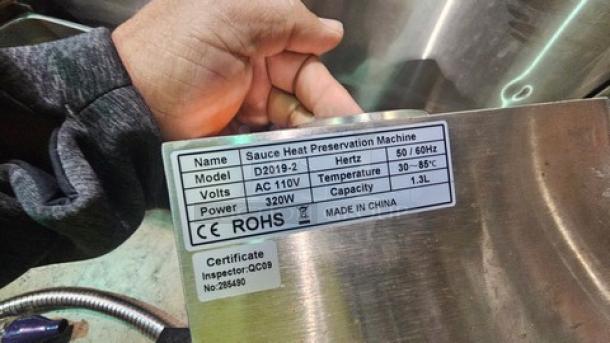 Name Sauce Heat Preservation Machine
Model D2019-2 Hertz 50 / 60Hz
Volts AC 110V Temperature 30～85℃
Power 320W Capacity 1.3L
CE ROHS MADE IN CHINA
Certificate
Inspector:QC09
No:285490